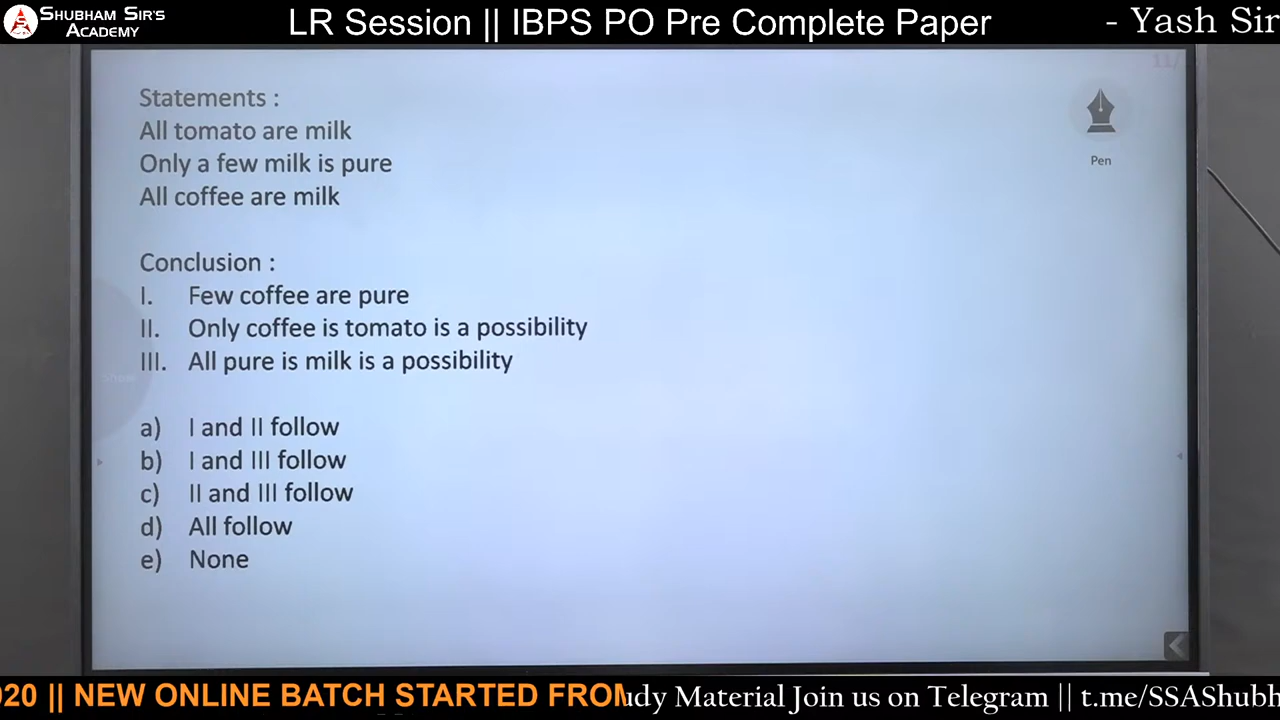 SHUBHAM SIR'S
ACADEMY
LR Session || IBPS PO Pre Complete Paper
- Yash Sir
Statements :
All tomato are milk
Only a few milk is pure
All coffee are milk
Pen
Conclusion :
I. Few coffee are pure
II. Only coffee is tomato is a possibility
III. All pure is milk is a possibility
a) I and II follow
b) I and III follow
c) II and III follow
d) All follow
e) None
020 || NEW ONLINE BATCH STARTED FROM
udy Material Join us on Telegram || t.me/SSAShubh